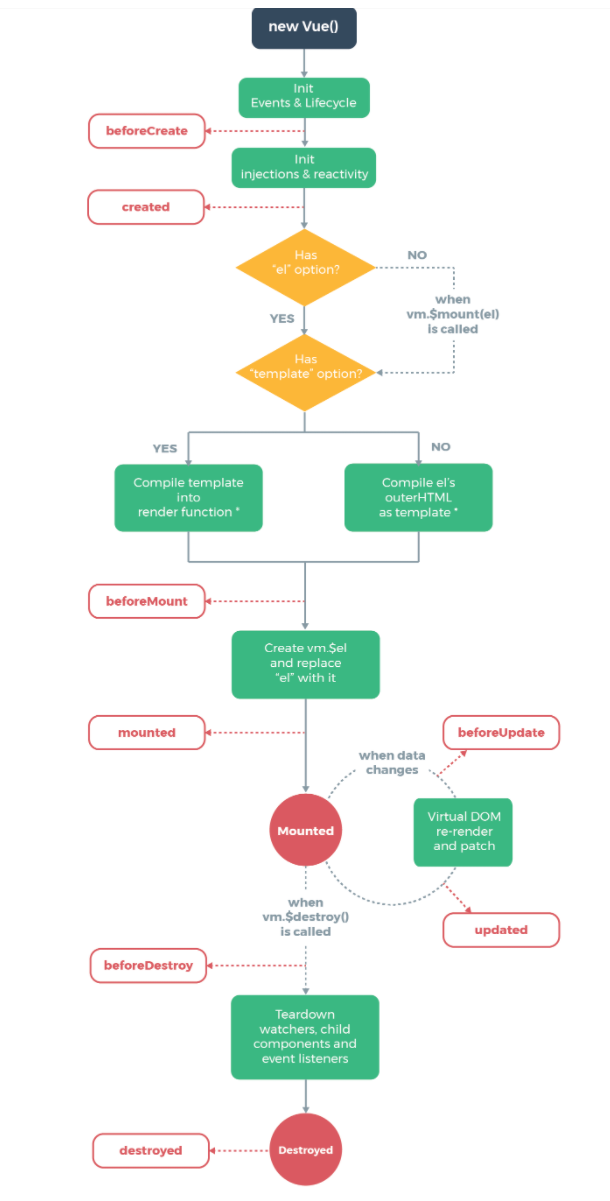 new Vue()
Init
Events & Lifecycle
beforeCreate
Init
injections & reactivity
created
Has
“el” option?
NO
when
vm.$mount(el)
is called
YES
Has
“template” option?
YES
NO
Compile template
into
render function *
Compile el’s
outerHTML
as template *
beforeMount
Create vm.$el
and replace
“el” with it
mounted
beforeUpdate
when data
changes
Mounted
Virtual DOM
re-render
and patch
when
vm.$destroy()
is called
updated
beforeDestroy
Teardown
watchers, child
components and
event listeners
destroyed
Destroyed